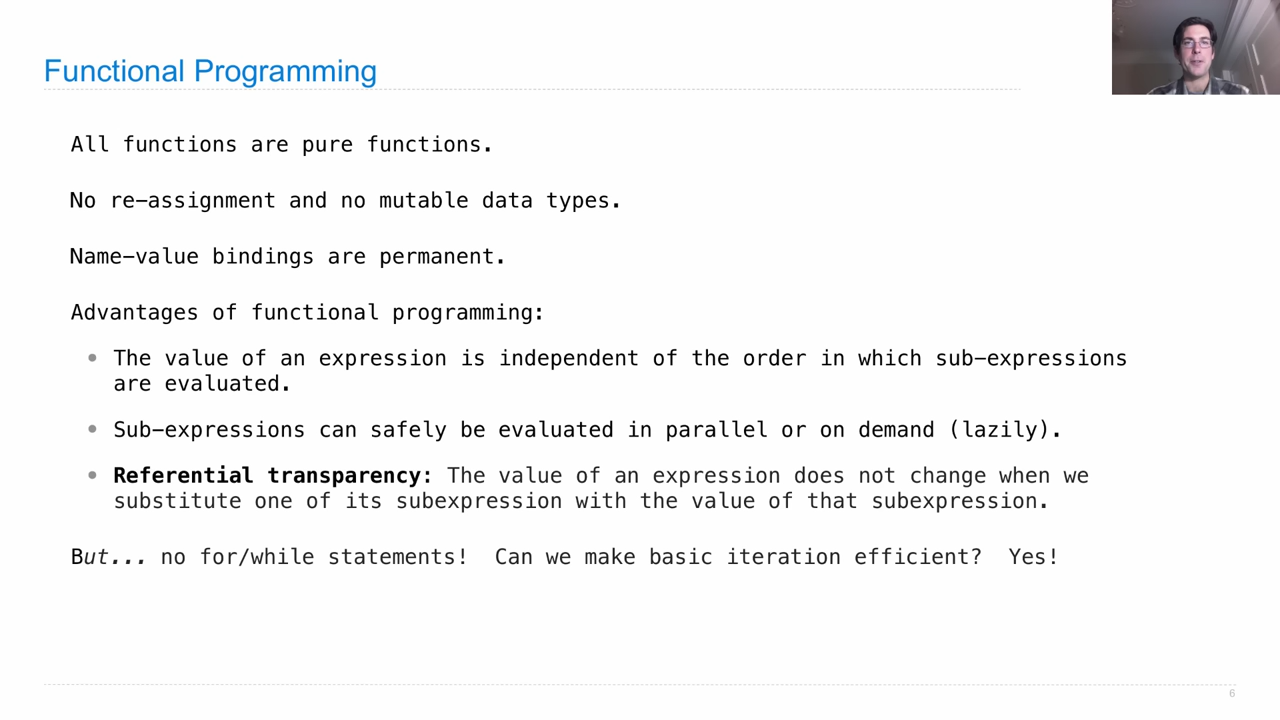 Functional Programming
All functions are pure functions.
No re-assignment and no mutable data types.
Name-value bindings are permanent.
Advantages of functional programming:
• The value of an expression is independent of the order in which sub-expressions
are evaluated.
• Sub-expressions can safely be evaluated in parallel or on demand (lazily).
• Referential transparency: The value of an expression does not change when we
substitute one of its subexpression with the value of that subexpression.
But... no for/while statements! Can we make basic iteration efficient? Yes!
6